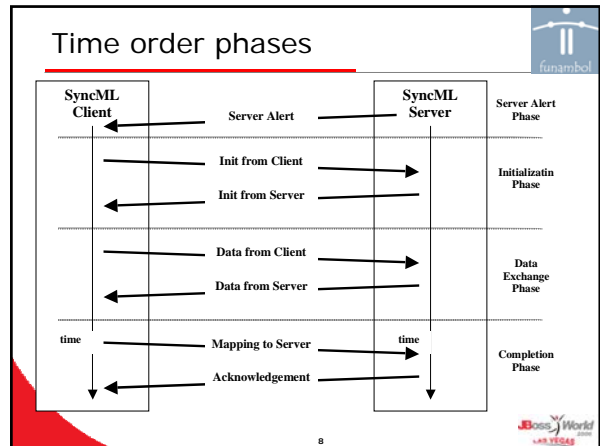 Time order phases
funambol
SyncML
Client
SyncML
Server
Server Alert
Server Alert
Phase
Init from Client
Initializatin
Phase
Init from Server
Data from Client
Data
Exchange
Phase
Data from Server
time
Mapping to Server
time
Completion
Phase
Acknowledgement
8
JBoss World
2006
LAS VEGAS